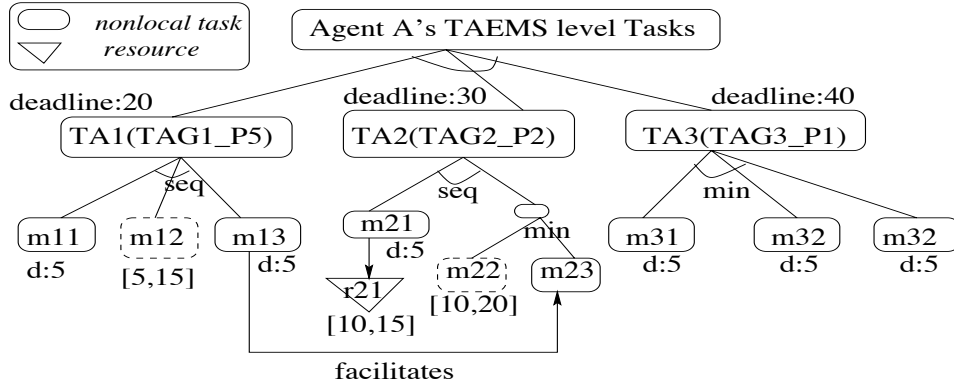 nonlocal task
resource
Agent A's TAEMS level Tasks
deadline:20
deadline:30
deadline:40
TA1(TAG1_P5)
TA2(TAG2_P2)
TA3(TAG3_P1)
seq
seq
min
m11
m12
m13
m21
min
m31
m32
m32
d:5
d:5
d:5
d:5
d:5
d:5
[5,15]
m22
m23
r21
[10,20]
[10,15]
facilitates